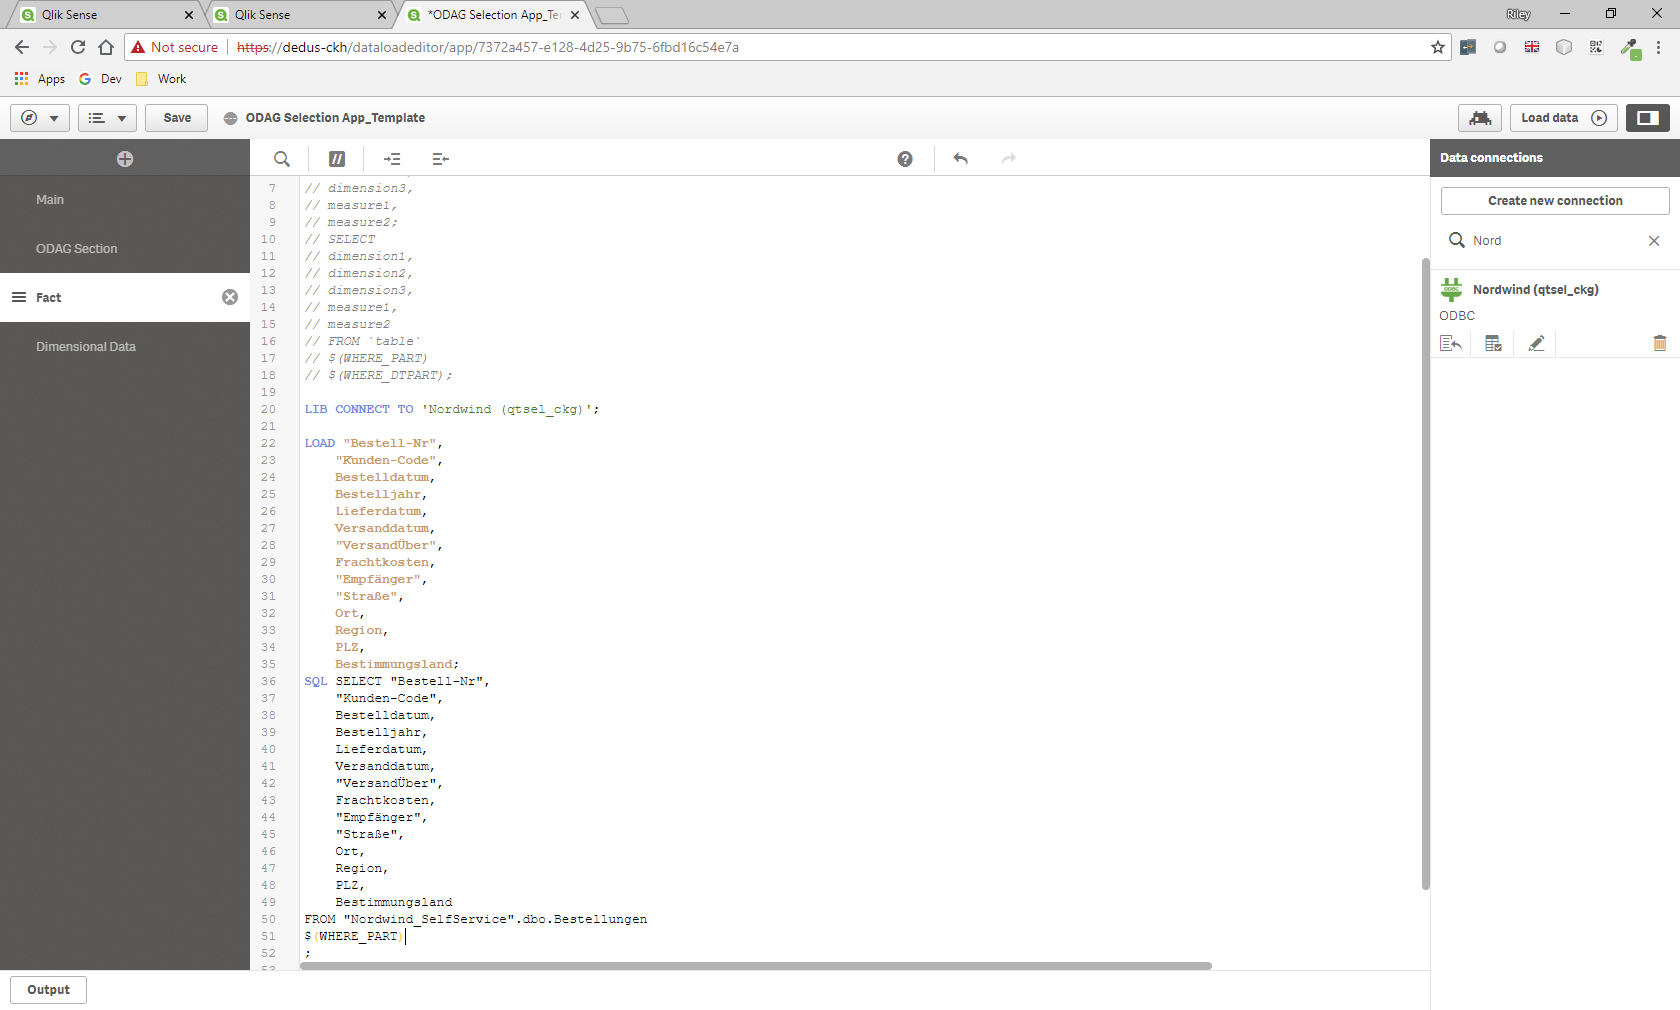 Qlik Sense
Qlik Sense
*ODAG Selection App_Te
Riley
Not secure
https://dedus-ckh/dataloadeditor/app/7372a457-e128-4d25-9b75-6fbd16c54e7a
Apps
Dev
Work
Save
ODAG Selection App_Template
Load data
Main
ODAG Section
Fact
Dimensional Data
7 // dimension3,
8 // measure1,
9 // measure2;
10 // SELECT
11 // dimension1,
12 // dimension2,
13 // dimension3,
14 // measure1,
15 // measure2
16 // FROM `table`
17 // $(WHERE_PART)
18 // $(WHERE_DTPART);
19
20 LIB CONNECT TO 'Nordwind (qtsel_ckg)';
21
22 LOAD "Bestell-Nr",
23 "Kunden-Code",
24 Bestelldatum,
25 Bestelljahr,
26 Lieferdatum,
27 Versanddatum,
28 "VersandÜber",
29 Frachtkosten,
30 "Empfänger",
31 "Straße",
32 Ort,
33 Region,
34 PLZ,
35 Bestimmungsland;
36 SQL SELECT "Bestell-Nr",
37 "Kunden-Code",
38 Bestelldatum,
39 Bestelljahr,
40 Lieferdatum,
41 Versanddatum,
42 "VersandÜber",
43 Frachtkosten,
44 "Empfänger",
45 "Straße",
46 Ort,
47 Region,
48 PLZ,
49 Bestimmungsland
50 FROM "Nordwind_SelfService".dbo.Bestellungen
51 $(WHERE_PART)
52 ;
53
Data connections
Create new connection
Nord
Nordwind (qtsel_ckg)
ODBC
Output